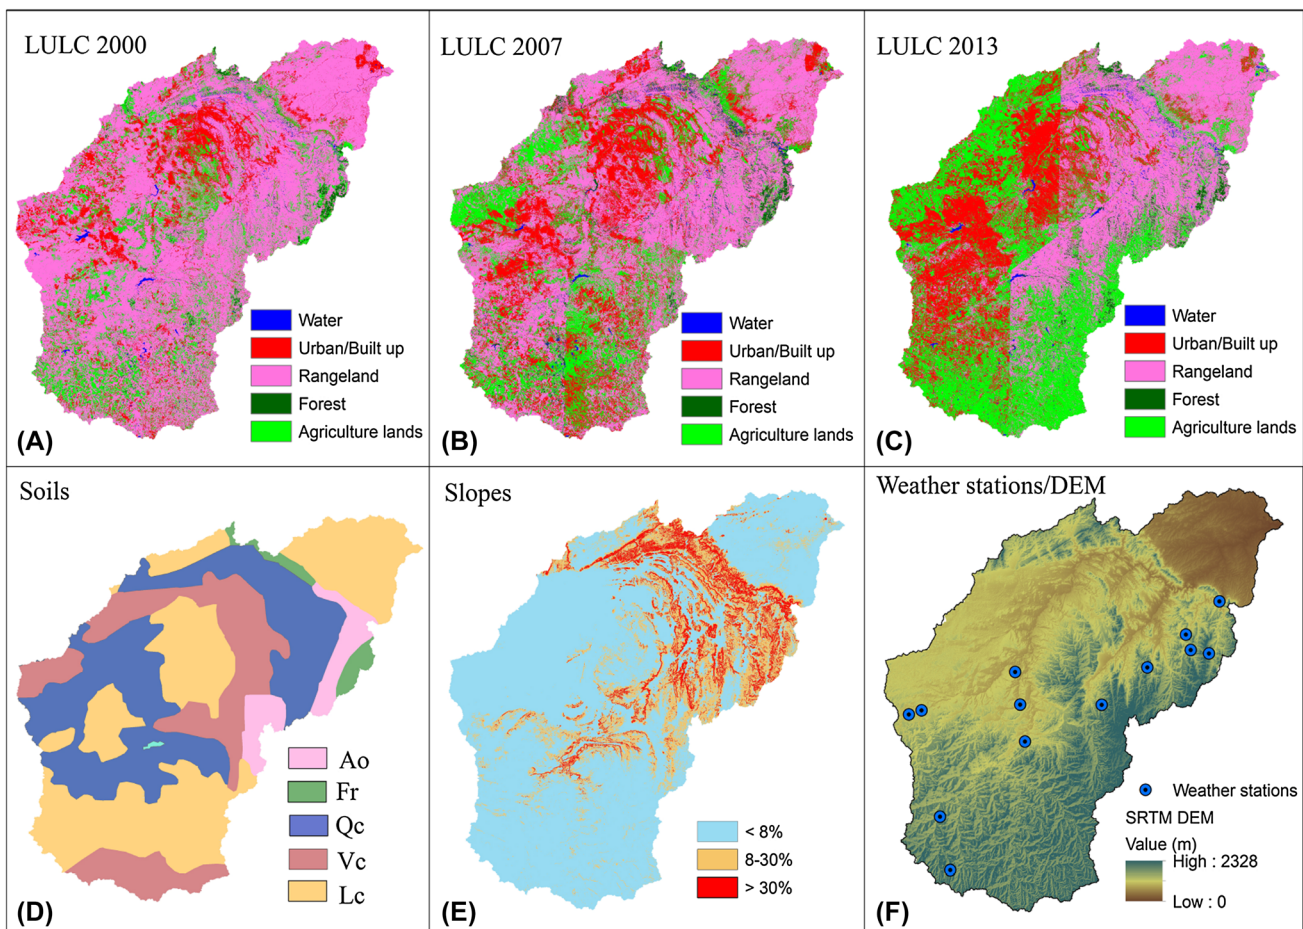 LULC 2000
Water
Urban/Built up
Rangeland
Forest
Agriculture lands
(A)
LULC 2007
Water
Urban/Built up
Rangeland
Forest
Agriculture lands
(B)
LULC 2013
Water
Urban/Built up
Rangeland
Forest
Agriculture lands
(C)
Soils
Ao
Fr
Qc
Vc
Lc
(D)
Slopes
< 8%
8-30%
> 30%
(E)
Weather stations/DEM
Weather stations
SRTM DEM
Value (m)
High : 2328
Low : 0
(F)